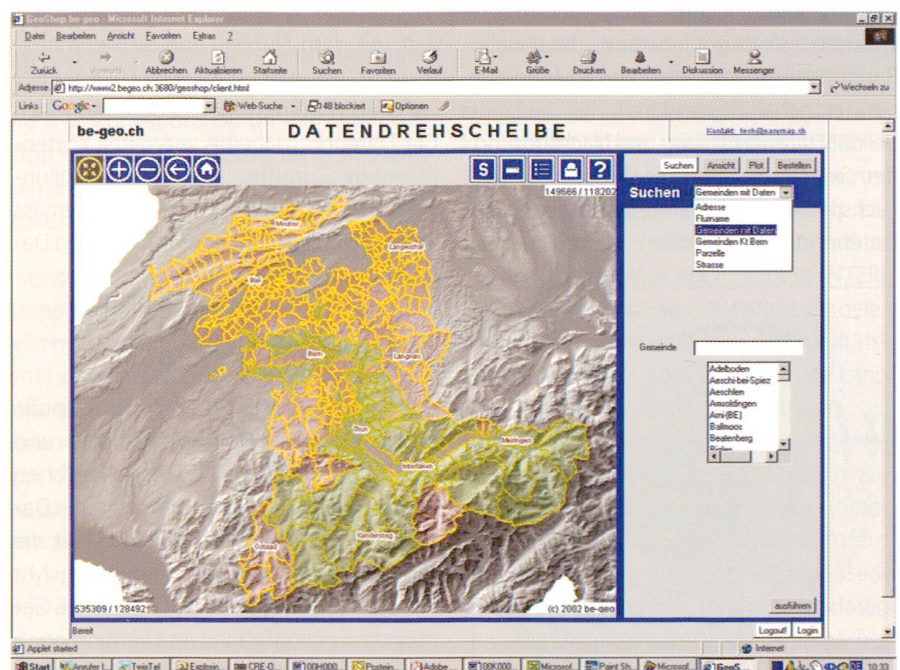 GeoShop be-geo - Microsoft Internet Explorer
Datei Bearbeiten Ansicht Favoriten Extras ?
Zurück Abbrechen Aktualisieren Startseite Suchen Favoriten Verlauf E-Mail Größe Drucken Bearbeiten Diskussion Messenger
Adresse http://www2.begeo.ch:3680/geoshop/client.html Wechseln zu
Links Google Web-Suche 48 blockiert Optionen
be-geo.ch DATENDREHSCHEIBE
S ?
149666 / 118202
Suchen Ansicht Plot Bestellen
Suchen Gemeinden mit Daten
Adresse
Flurname
Gemeinden mit Daten
Gemeinden Kt.Bern
Parzelle
Strasse
Moutier
Langenthal
Biel
Bern
Langnau
Thun
Meiringen
Interlaken
Kandersteg
Gstaad
Gemeinde
Adelboden
Aeschi bei Spiez
Aeschlen
Amsoldingen
Arni (BE)
Ballmoos
Beatenberg
ausführen
535309 / 128492
(c) 2002 be-geo
Bereit
Logout! Login
Applet started Internet
Start TwixTel Explorin 10:33